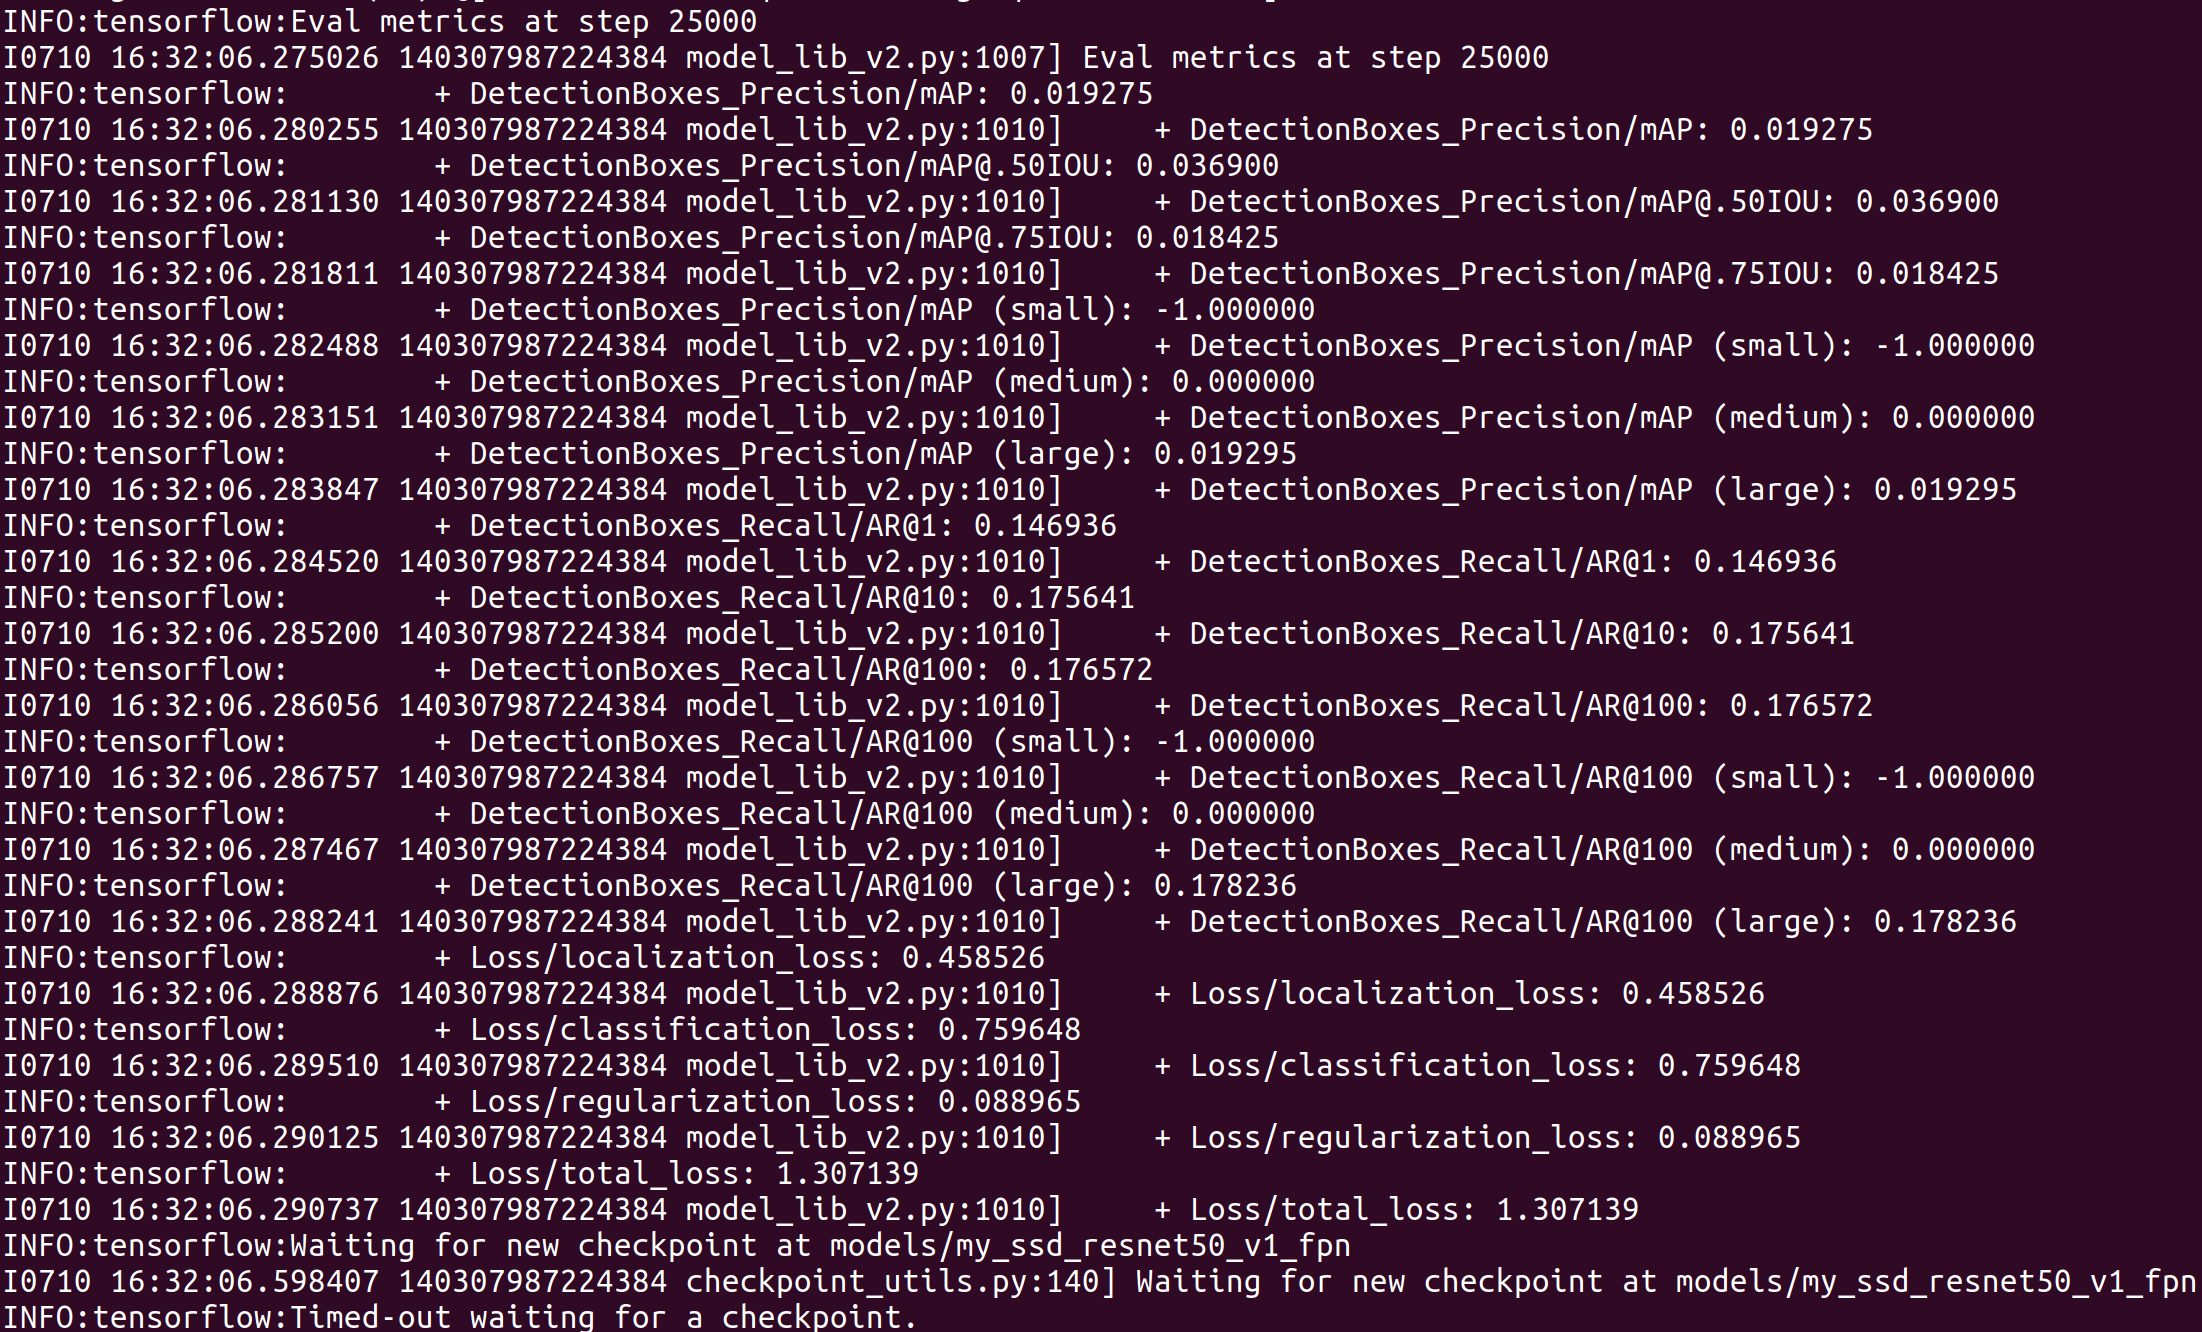 INFO:tensorflow:Eval metrics at step 25000
I0710 16:32:06.275026 140307987224384 model_lib_v2.py:1007] Eval metrics at step 25000
INFO:tensorflow:        + DetectionBoxes_Precision/mAP: 0.019275
I0710 16:32:06.280255 140307987224384 model_lib_v2.py:1010]     + DetectionBoxes_Precision/mAP: 0.019275
INFO:tensorflow:        + DetectionBoxes_Precision/mAP@.50IOU: 0.036900
I0710 16:32:06.281130 140307987224384 model_lib_v2.py:1010]     + DetectionBoxes_Precision/mAP@.50IOU: 0.036900
INFO:tensorflow:        + DetectionBoxes_Precision/mAP@.75IOU: 0.018425
I0710 16:32:06.281811 140307987224384 model_lib_v2.py:1010]     + DetectionBoxes_Precision/mAP@.75IOU: 0.018425
INFO:tensorflow:        + DetectionBoxes_Precision/mAP (small): -1.000000
I0710 16:32:06.282488 140307987224384 model_lib_v2.py:1010]     + DetectionBoxes_Precision/mAP (small): -1.000000
INFO:tensorflow:        + DetectionBoxes_Precision/mAP (medium): 0.000000
I0710 16:32:06.283151 140307987224384 model_lib_v2.py:1010]     + DetectionBoxes_Precision/mAP (medium): 0.000000
INFO:tensorflow:        + DetectionBoxes_Precision/mAP (large): 0.019295
I0710 16:32:06.283847 140307987224384 model_lib_v2.py:1010]     + DetectionBoxes_Precision/mAP (large): 0.019295
INFO:tensorflow:        + DetectionBoxes_Recall/AR@1: 0.146936
I0710 16:32:06.284520 140307987224384 model_lib_v2.py:1010]     + DetectionBoxes_Recall/AR@1: 0.146936
INFO:tensorflow:        + DetectionBoxes_Recall/AR@10: 0.175641
I0710 16:32:06.285200 140307987224384 model_lib_v2.py:1010]     + DetectionBoxes_Recall/AR@10: 0.175641
INFO:tensorflow:        + DetectionBoxes_Recall/AR@100: 0.176572
I0710 16:32:06.286056 140307987224384 model_lib_v2.py:1010]     + DetectionBoxes_Recall/AR@100: 0.176572
INFO:tensorflow:        + DetectionBoxes_Recall/AR@100 (small): -1.000000
I0710 16:32:06.286757 140307987224384 model_lib_v2.py:1010]     + DetectionBoxes_Recall/AR@100 (small): -1.000000
INFO:tensorflow:        + DetectionBoxes_Recall/AR@100 (medium): 0.000000
I0710 16:32:06.287467 140307987224384 model_lib_v2.py:1010]     + DetectionBoxes_Recall/AR@100 (medium): 0.000000
INFO:tensorflow:        + DetectionBoxes_Recall/AR@100 (large): 0.178236
I0710 16:32:06.288241 140307987224384 model_lib_v2.py:1010]     + DetectionBoxes_Recall/AR@100 (large): 0.178236
INFO:tensorflow:        + Loss/localization_loss: 0.458526
I0710 16:32:06.288876 140307987224384 model_lib_v2.py:1010]     + Loss/localization_loss: 0.458526
INFO:tensorflow:        + Loss/classification_loss: 0.759648
I0710 16:32:06.289510 140307987224384 model_lib_v2.py:1010]     + Loss/classification_loss: 0.759648
INFO:tensorflow:        + Loss/regularization_loss: 0.088965
I0710 16:32:06.290125 140307987224384 model_lib_v2.py:1010]     + Loss/regularization_loss: 0.088965
INFO:tensorflow:        + Loss/total_loss: 1.307139
I0710 16:32:06.290737 140307987224384 model_lib_v2.py:1010]     + Loss/total_loss: 1.307139
INFO:tensorflow:Waiting for new checkpoint at models/my_ssd_resnet50_v1_fpn
I0710 16:32:06.598407 140307987224384 checkpoint_utils.py:140] Waiting for new checkpoint at models/my_ssd_resnet50_v1_fpn
INFO:tensorflow:Timed-out waiting for a checkpoint.